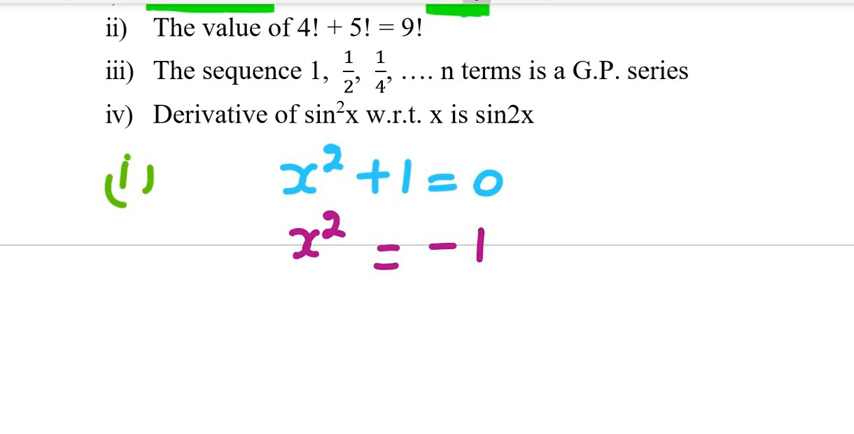 ii) The value of 4! + 5! = 9!
iii) The sequence 1, 1/2, 1/4, .... n terms is a G.P. series
iv) Derivative of sin²x w.r.t. x is sin2x
(i) x² + 1 = 0
x² = - 1